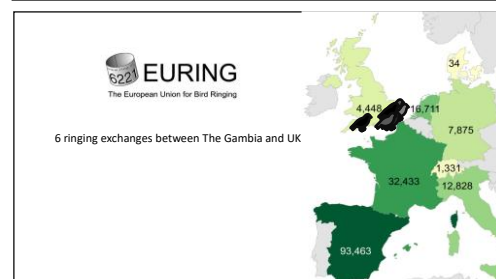 6221 EURING
The European Union for Bird Ringing
6 ringing exchanges between The Gambia and UK
34
4,448
16,711
7,875
1,331
32,433
12,828
93,463